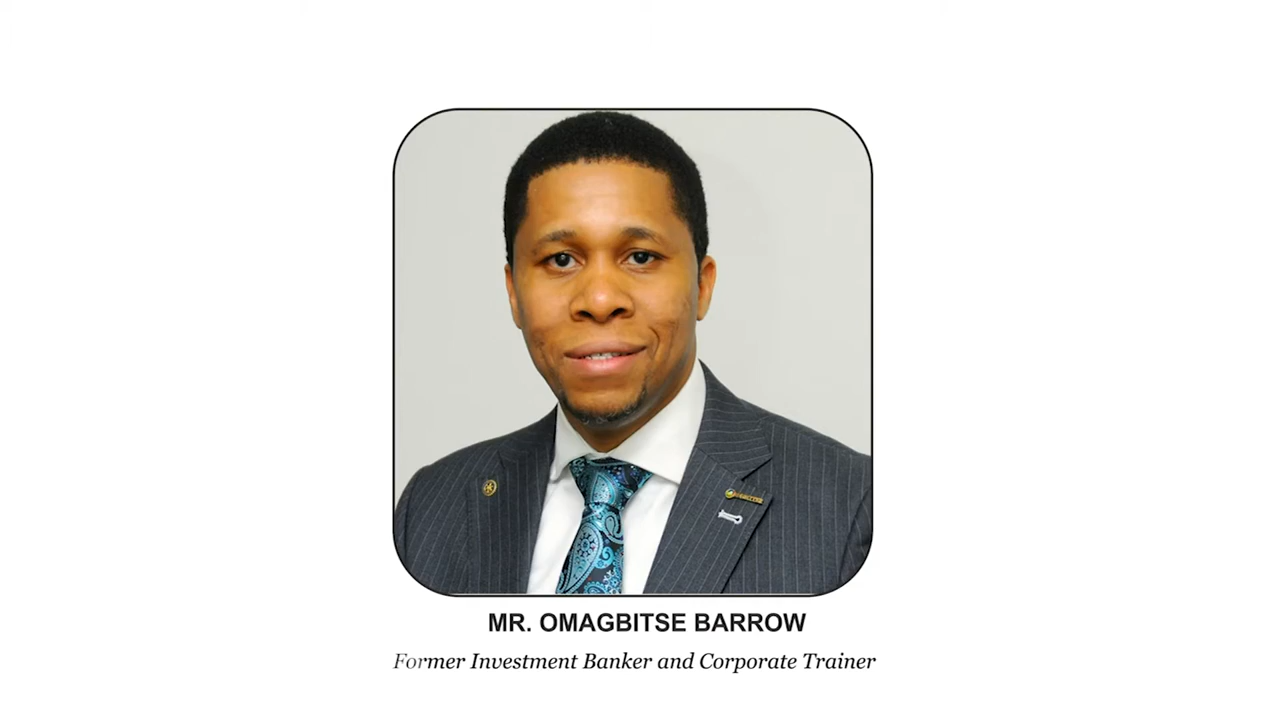 MR. OMAGBITSE BARROW
Former Investment Banker and Corporate Trainer